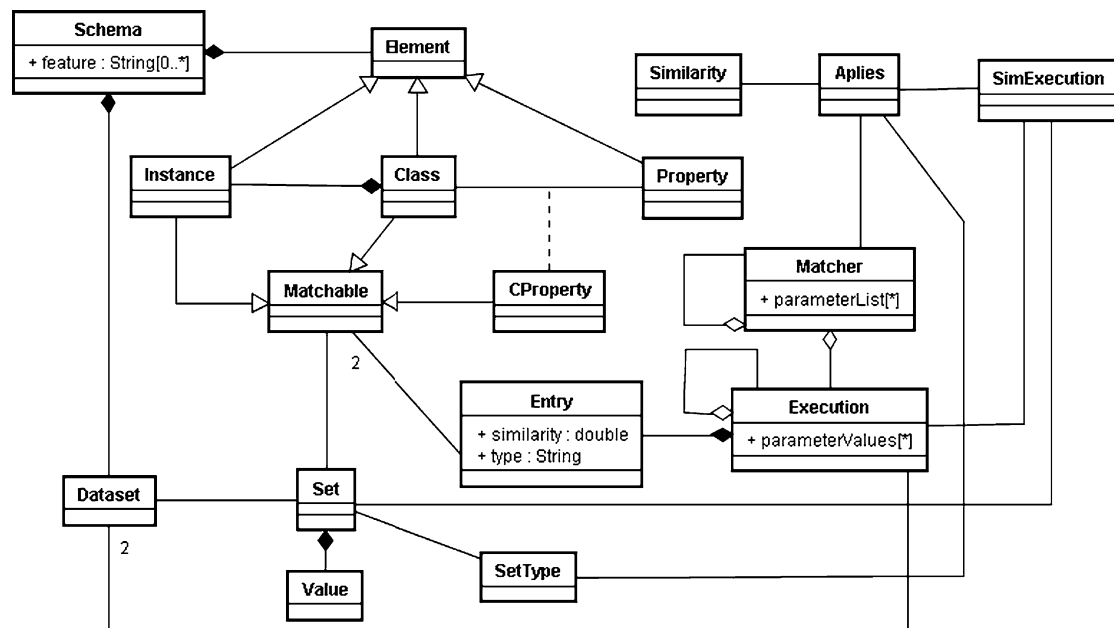 Schema
+ feature : String[0..*]
Element
Similarity
Aplies
SimExecution
Instance
Class
Property
Matchable
CProperty
Matcher
+ parameterList[*]
2
Entry
+ similarity : double
+ type : String
Execution
+ parameterValues[*]
Dataset
Set
2
SetType
Value